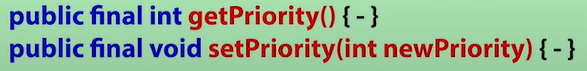 public final int getPriority() { - }
public final void setPriority(int newPriority) { - }